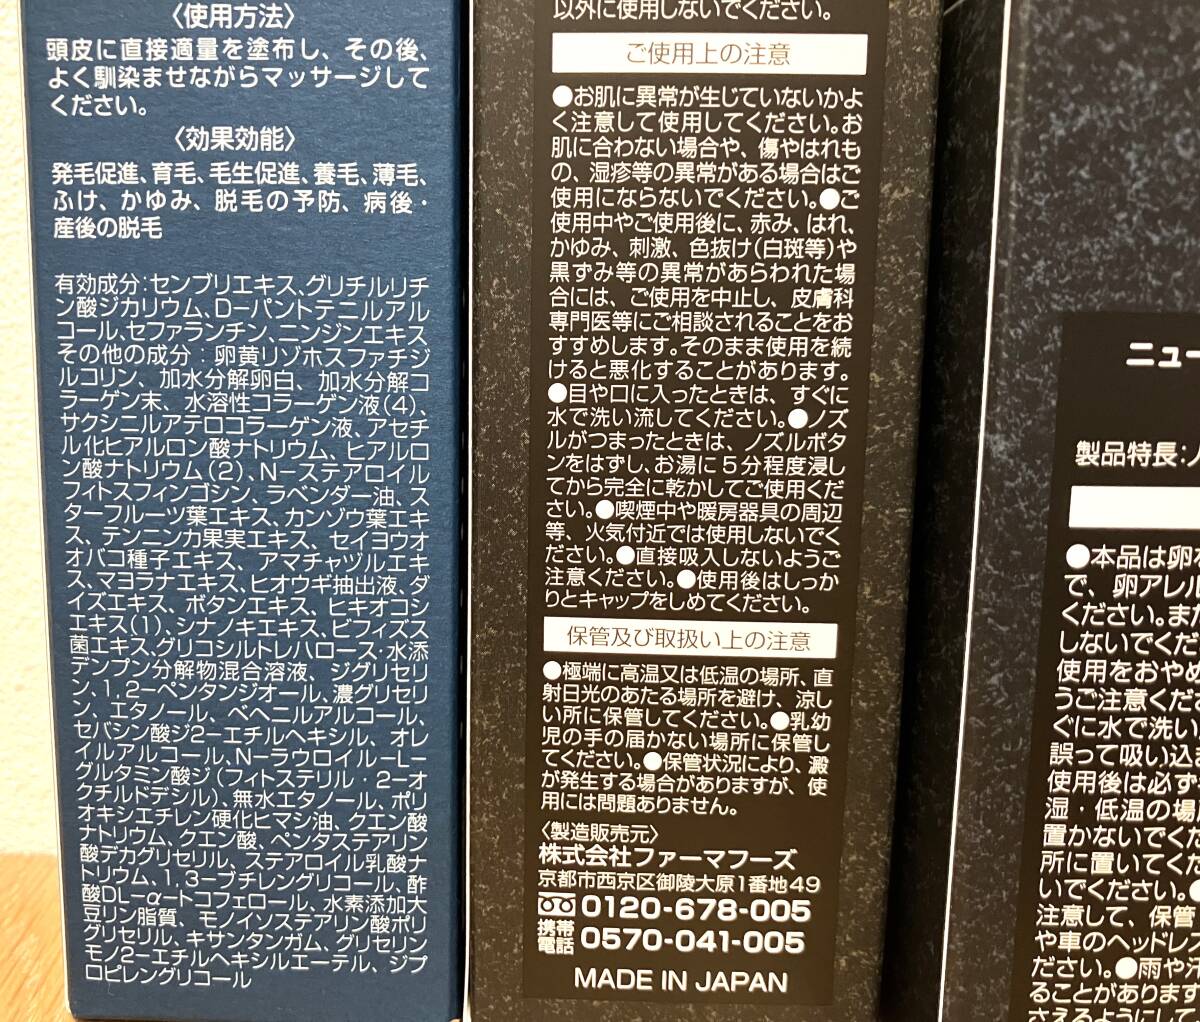 〈使用方法〉
頭皮に直接適量を塗布し、その後、
よく馴染ませながらマッサージして
ください。
〈効果効能〉
発毛促進、育毛、毛生促進、養毛、薄毛、
ふけ、かゆみ、脱毛の予防、病後・
産後の脱毛
有効成分:センブリエキス、グリチルリチ
ン酸ジカリウム、D－パントテニルアル
コール、セファランチン、ニンジンエキス
その他の成分：卵黄リゾホスファチジ
ルコリン、加水分解卵白、加水分解コ
ラーゲン末、水溶性コラーゲン液(4)、
サクシニルアテロコラーゲン液、アセチ
ル化ヒアルロン酸ナトリウム、ヒアルロ
ン酸ナトリウム(2)、N－ステアロイル
フィトスフィンゴシン、ラベンダー油、ス
ターフルーツ葉エキス、カンゾウ葉エキ
ス、テンニンカ果実エキス、セイヨウオ
オバコ種子エキス、アマチャヅルエキ
ス、マヨラナエキス、ヒオウギ抽出液、ダ
イズエキス、ボタンエキス、ヒキオコシ
エキス(1)、シナノキエキス、ビフィズス
菌エキス、グリコシルトレハロース・水添
デンプン分解物混合溶液、ジグリセリ
ン、1,2－ペンタンジオール、濃グリセリ
ン、エタノール、ベヘニルアルコール、
セバシン酸ジ2－エチルヘキシル、オレ
イルアルコール、N－ラウロイル－L－
グルタミン酸ジ(フィトステリル・2－オ
クチルドデシル)、無水エタノール、ポリ
オキシエチレン硬化ヒマシ油、クエン酸
ナトリウム、クエン酸、ペンタステアリン
酸デカグリセリル、ステアロイル乳酸ナ
トリウム、1,3－ブチレングリコール、酢
酸DL－α－トコフェロール、水素添加大
豆リン脂質、モノイソステアリン酸ポリ
グリセリル、キサンタンガム、グリセリン
モノ2－エチルヘキシルエーテル、ジプ
ロピレングリコール
以外に使用しないでください。
ご使用上の注意
●お肌に異常が生じていないかよ
く注意して使用してください。お
肌に合わない場合や、傷やはれも
の、湿疹等の異常がある場合はご
使用にならないでください。●ご
使用中やご使用後に、赤み、はれ、
かゆみ、刺激、色抜け(白斑等)や
黒ずみ等の異常があらわれた場
合には、ご使用を中止し、皮膚科
専門医等にご相談されることをお
すすめします。そのまま使用を続
けると悪化することがあります。
●目や口に入ったときは、すぐに
水で洗い流してください。●ノズ
ルがつまったときは、ノズルボタ
ンをはずし、お湯に5分程度浸し
てから完全に乾かしてご使用くだ
さい。●喫煙中や暖房器具の周辺
等、火気付近では使用しないでく
ださい。●直接吸入しないようご
注意ください。●使用後はしっか
りとキャップをしめてください。
保管及び取扱い上の注意
●極端に高温又は低温の場所、直
射日光のあたる場所を避け、涼し
い所に保管してください。●乳幼
児の手の届かない場所に保管し
てください。●保管状況により、澱
が発生する場合がありますが、使
用には問題ありません。
〈製造販売元〉
株式会社ファーマフーズ
京都市西京区御陵大原1番地49
0120-678-005
携帯電話 0570-041-005
MADE IN JAPAN
ニュー
製品特長:
●本品は卵
で、卵アレル
ください。また
しないでくだ
使用をおやめ
うご注意くだ
ぐに水で洗い
誤って吸い込
使用後は必ず
湿・低温の場
置かないでくだ
所に置いてくだ
いでください。●
注意して、保管
や車のヘッドレ
ださい。●雨や汗
ることがあります
さえるようにして